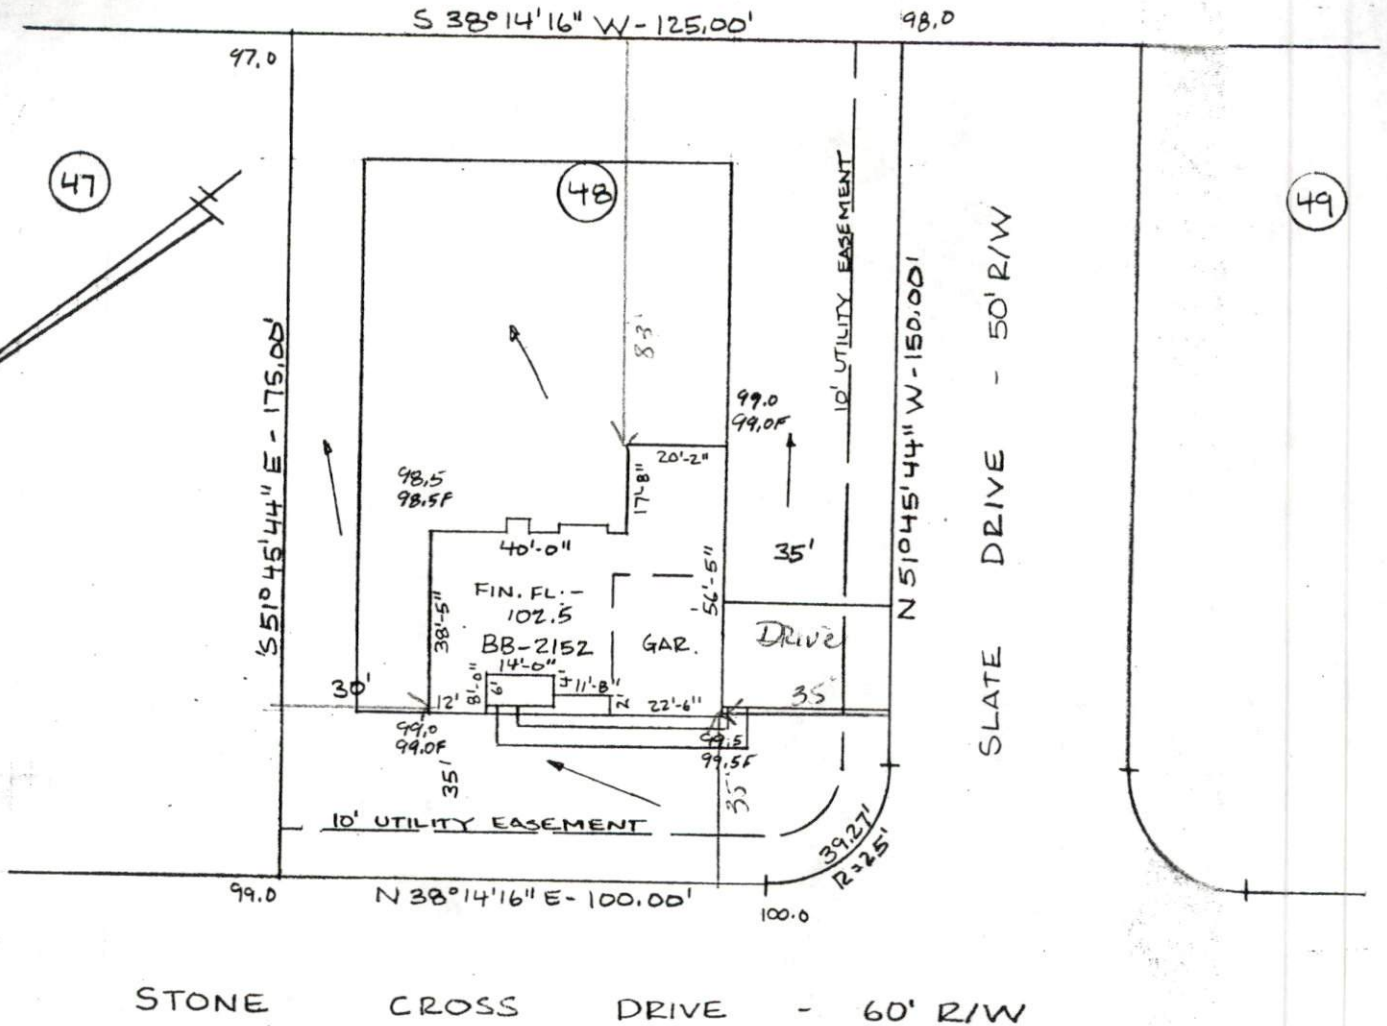 S 38°14'16" W - 125.00'
98.0
97.0
47
48
49
10' UTILITY EASEMENT
N 51°45'44" W - 150.00'
SLATE DRIVE - 50' R/W
S 51°45'44" E - 175.00'
83'
99.0
99.0F
20'-2"
17'-8"
98.5
98.5F
40'-0"
35'
56'-5"
FIN. FL. -
102.5
BB-2152
38'-5"
GAR.
Drive
14'-0"
8'-0"
6'
4'
11'-8"
2'
30'
12'
22'-6"
35'
99.0
99.0F
99.5
99.5F
35'
35'
10' UTILITY EASEMENT
39.27'
R=25'
99.0
N 38°14'16" E - 100.00'
100.0
STONE CROSS DRIVE - 60' R/W